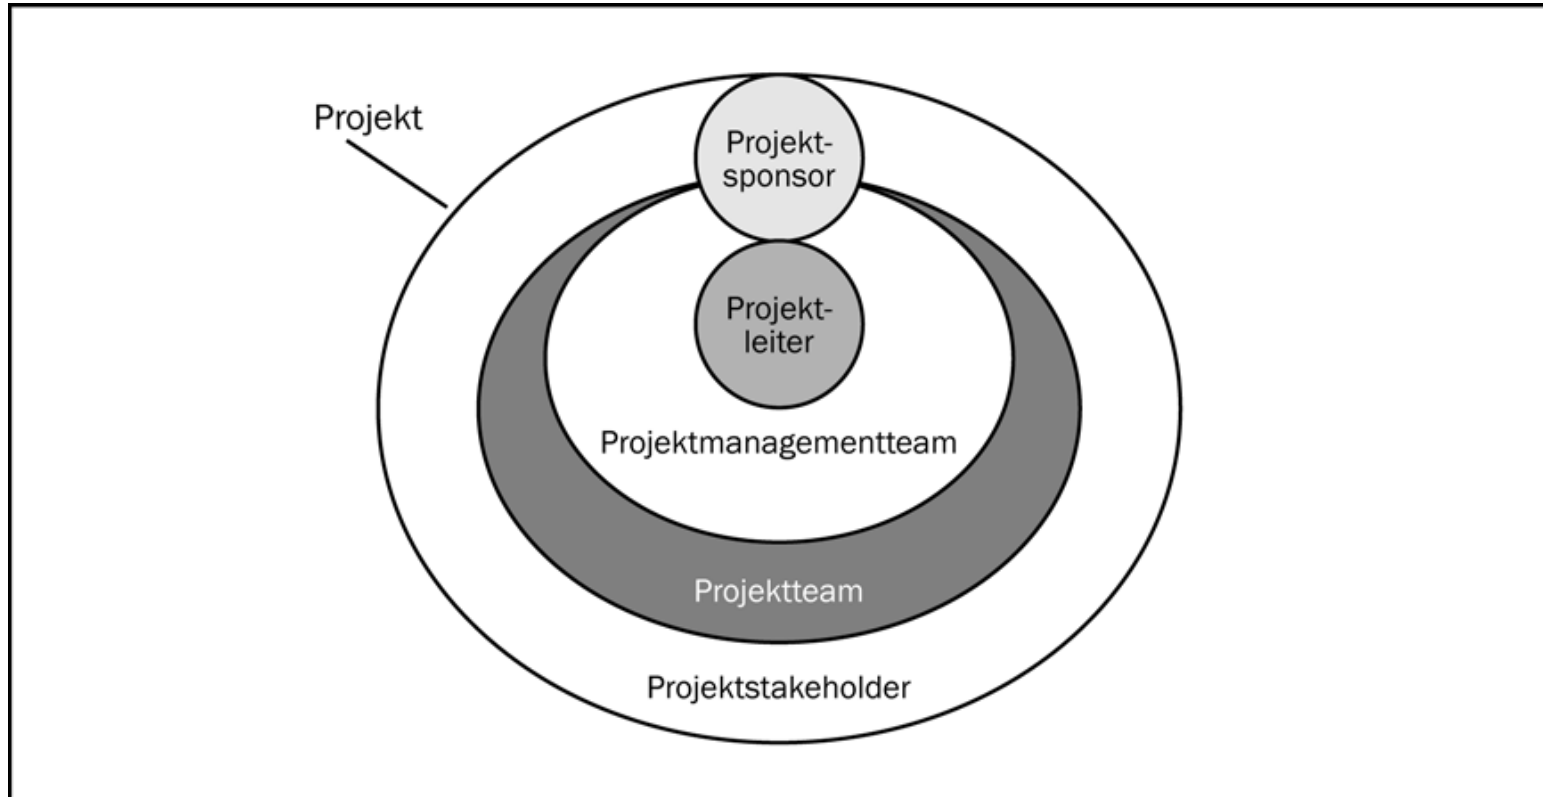 Projekt
Projekt-
sponsor
Projekt-
leiter
Projektmanagementteam
Projektteam
Projektstakeholder